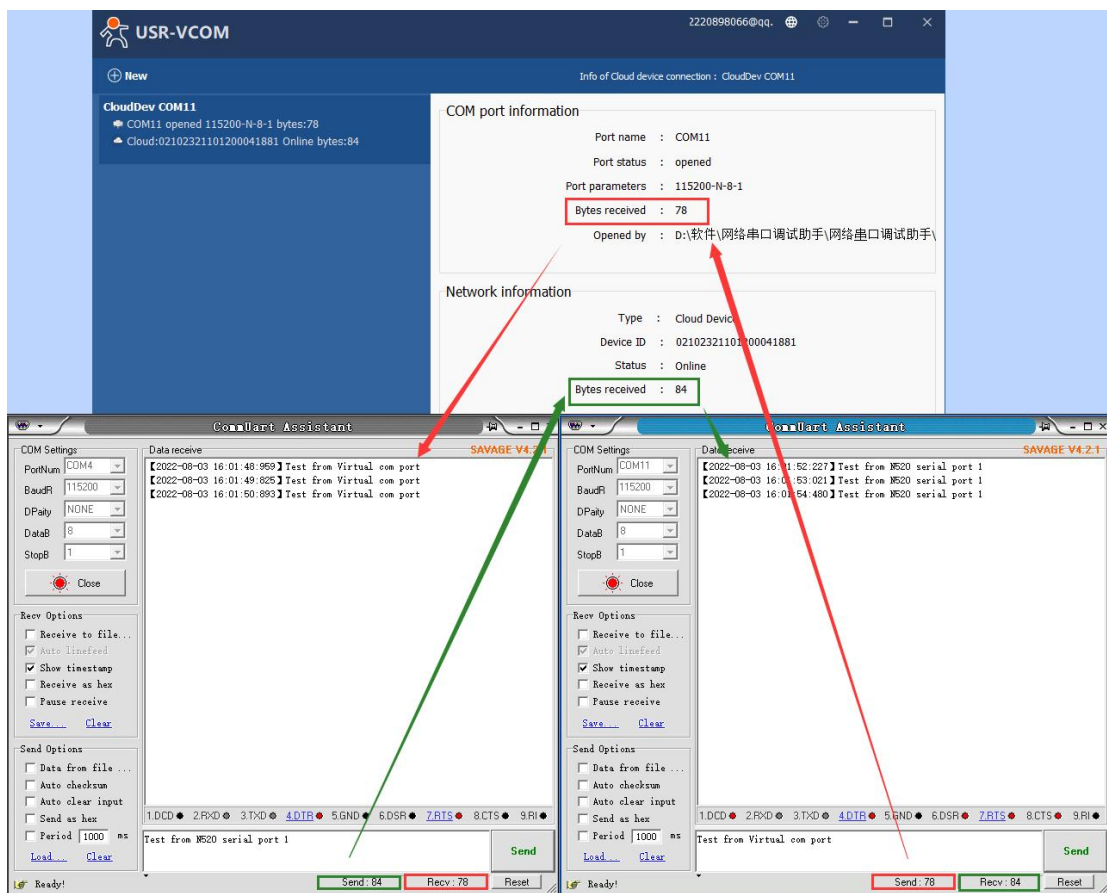 USR-VCOM
2220898066@qq.
New
Info of Cloud device connection : CloudDev COM11
CloudDev COM11
COM11 opened 115200-N-8-1 bytes:78
Cloud:02102321101200041881 Online bytes:84
COM port information
Port name : COM11
Port status : opened
Port parameters : 115200-N-8-1
Bytes received : 78
Opened by : D:\软件\网络串口调试助手\网络串口调试助手\
Network information
Type : Cloud Device
Device ID : 02102321101200041881
Status : Online
Bytes received : 84
CommUart Assistant
COM Settings
PortNum COM4
BaudR 115200
DPaity NONE
DataB 8
StopB 1
Close
Recv Options
Receive to file...
Auto linefeed
Show timestamp
Receive as hex
Pause receive
Save... Clear
Send Options
Data from file ...
Auto checksum
Auto clear input
Send as hex
Period 1000 ms
Load... Clear
Ready!
Data receive SAVAGE V4.2.1
【2022-08-03 16:01:48:959】Test from Virtual com port
【2022-08-03 16:01:49:825】Test from Virtual com port
【2022-08-03 16:01:50:893】Test from Virtual com port
1.DCD 2.RXD 3.TXD 4.DTR 5.GND 6.DSR 7.RTS 8.CTS 9.RI
Test from N520 serial port 1
Send
Send : 84 Recv : 78 Reset
CommUart Assistant
COM Settings
PortNum COM11
BaudR 115200
DPaity NONE
DataB 8
StopB 1
Close
Recv Options
Receive to file...
Auto linefeed
Show timestamp
Receive as hex
Pause receive
Save... Clear
Send Options
Data from file ...
Auto checksum
Auto clear input
Send as hex
Period 1000 ms
Load... Clear
Ready!
Data receive SAVAGE V4.2.1
【2022-08-03 16:01:52:227】Test from N520 serial port 1
【2022-08-03 16:01:53:021】Test from N520 serial port 1
【2022-08-03 16:01:54:480】Test from N520 serial port 1
1.DCD 2.RXD 3.TXD 4.DTR 5.GND 6.DSR 7.RTS 8.CTS 9.RI
Test from Virtual com port
Send
Send : 78 Recv : 84 Reset